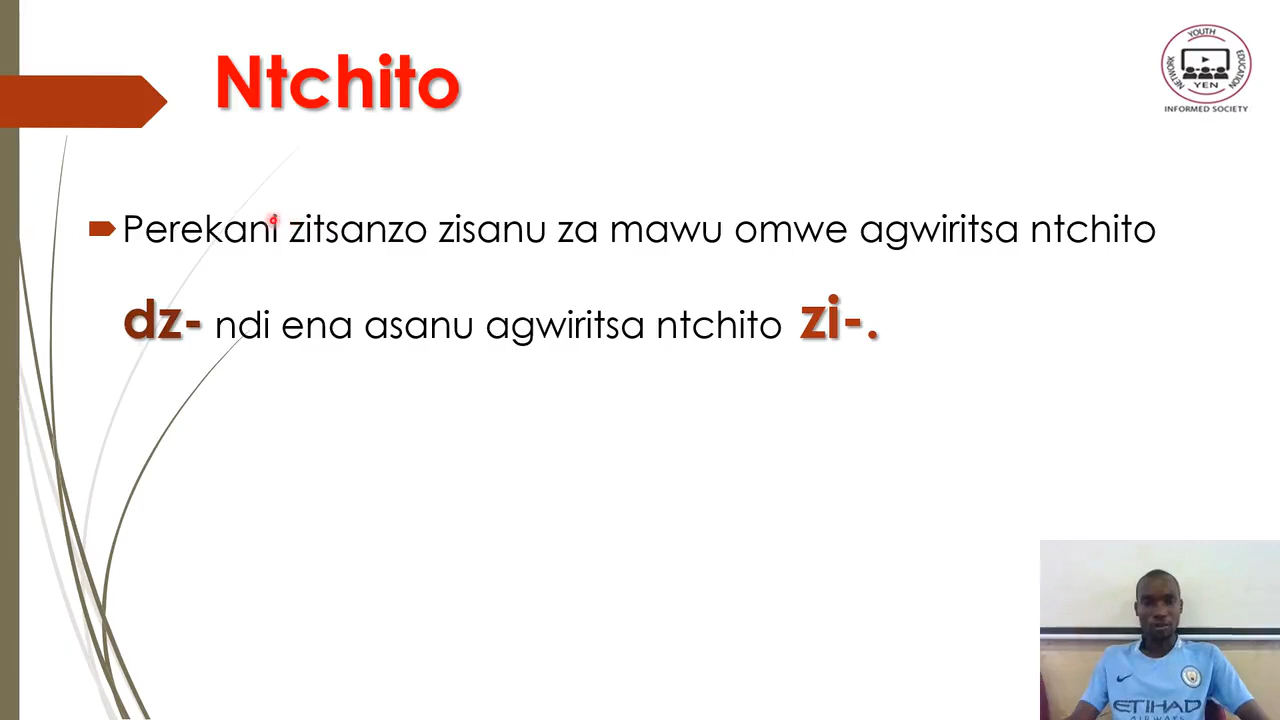 Ntchito
YOUTH EDUCATION NETWORK
YEN
INFORMED SOCIETY
Perekani zitsanzo zisanu za mawu omwe agwiritsa ntchito
dz- ndi ena asanu agwiritsa ntchito zi-.
ETIHAD
AIRWAYS